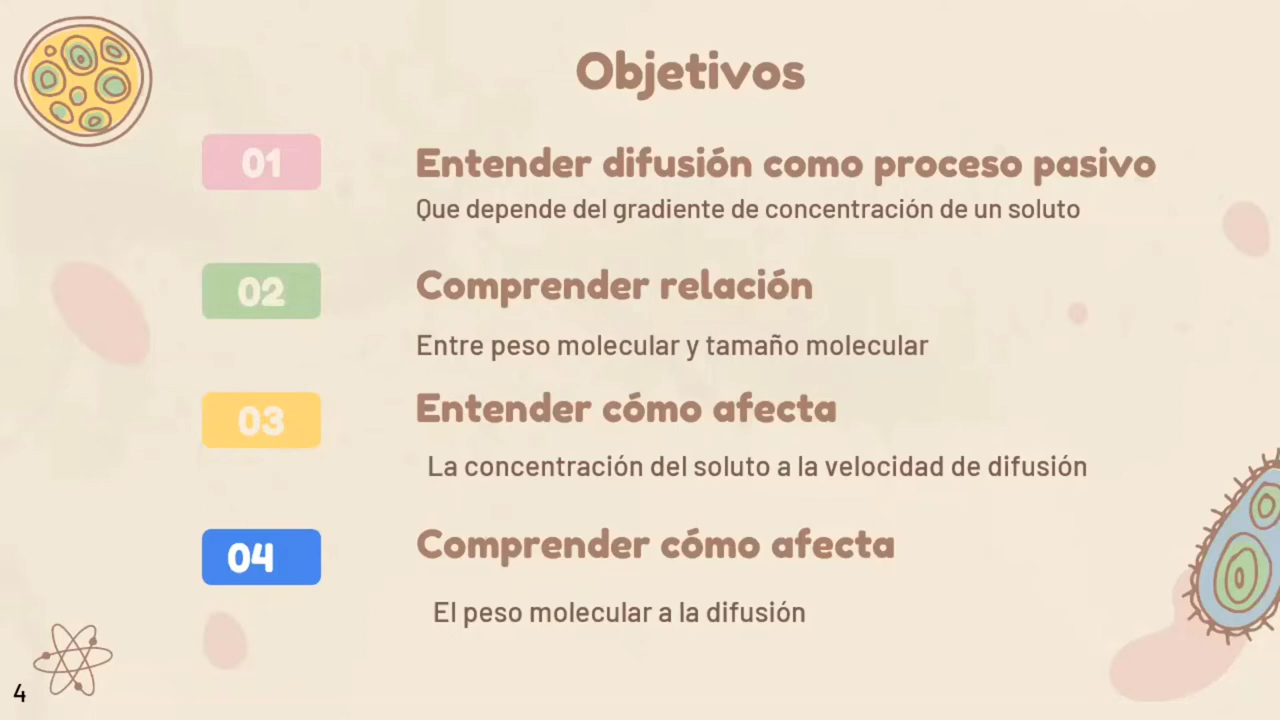 Objetivos
01
Entender difusión como proceso pasivo
Que depende del gradiente de concentración de un soluto
02
Comprender relación
Entre peso molecular y tamaño molecular
03
Entender cómo afecta
La concentración del soluto a la velocidad de difusión
04
Comprender cómo afecta
El peso molecular a la difusión
4